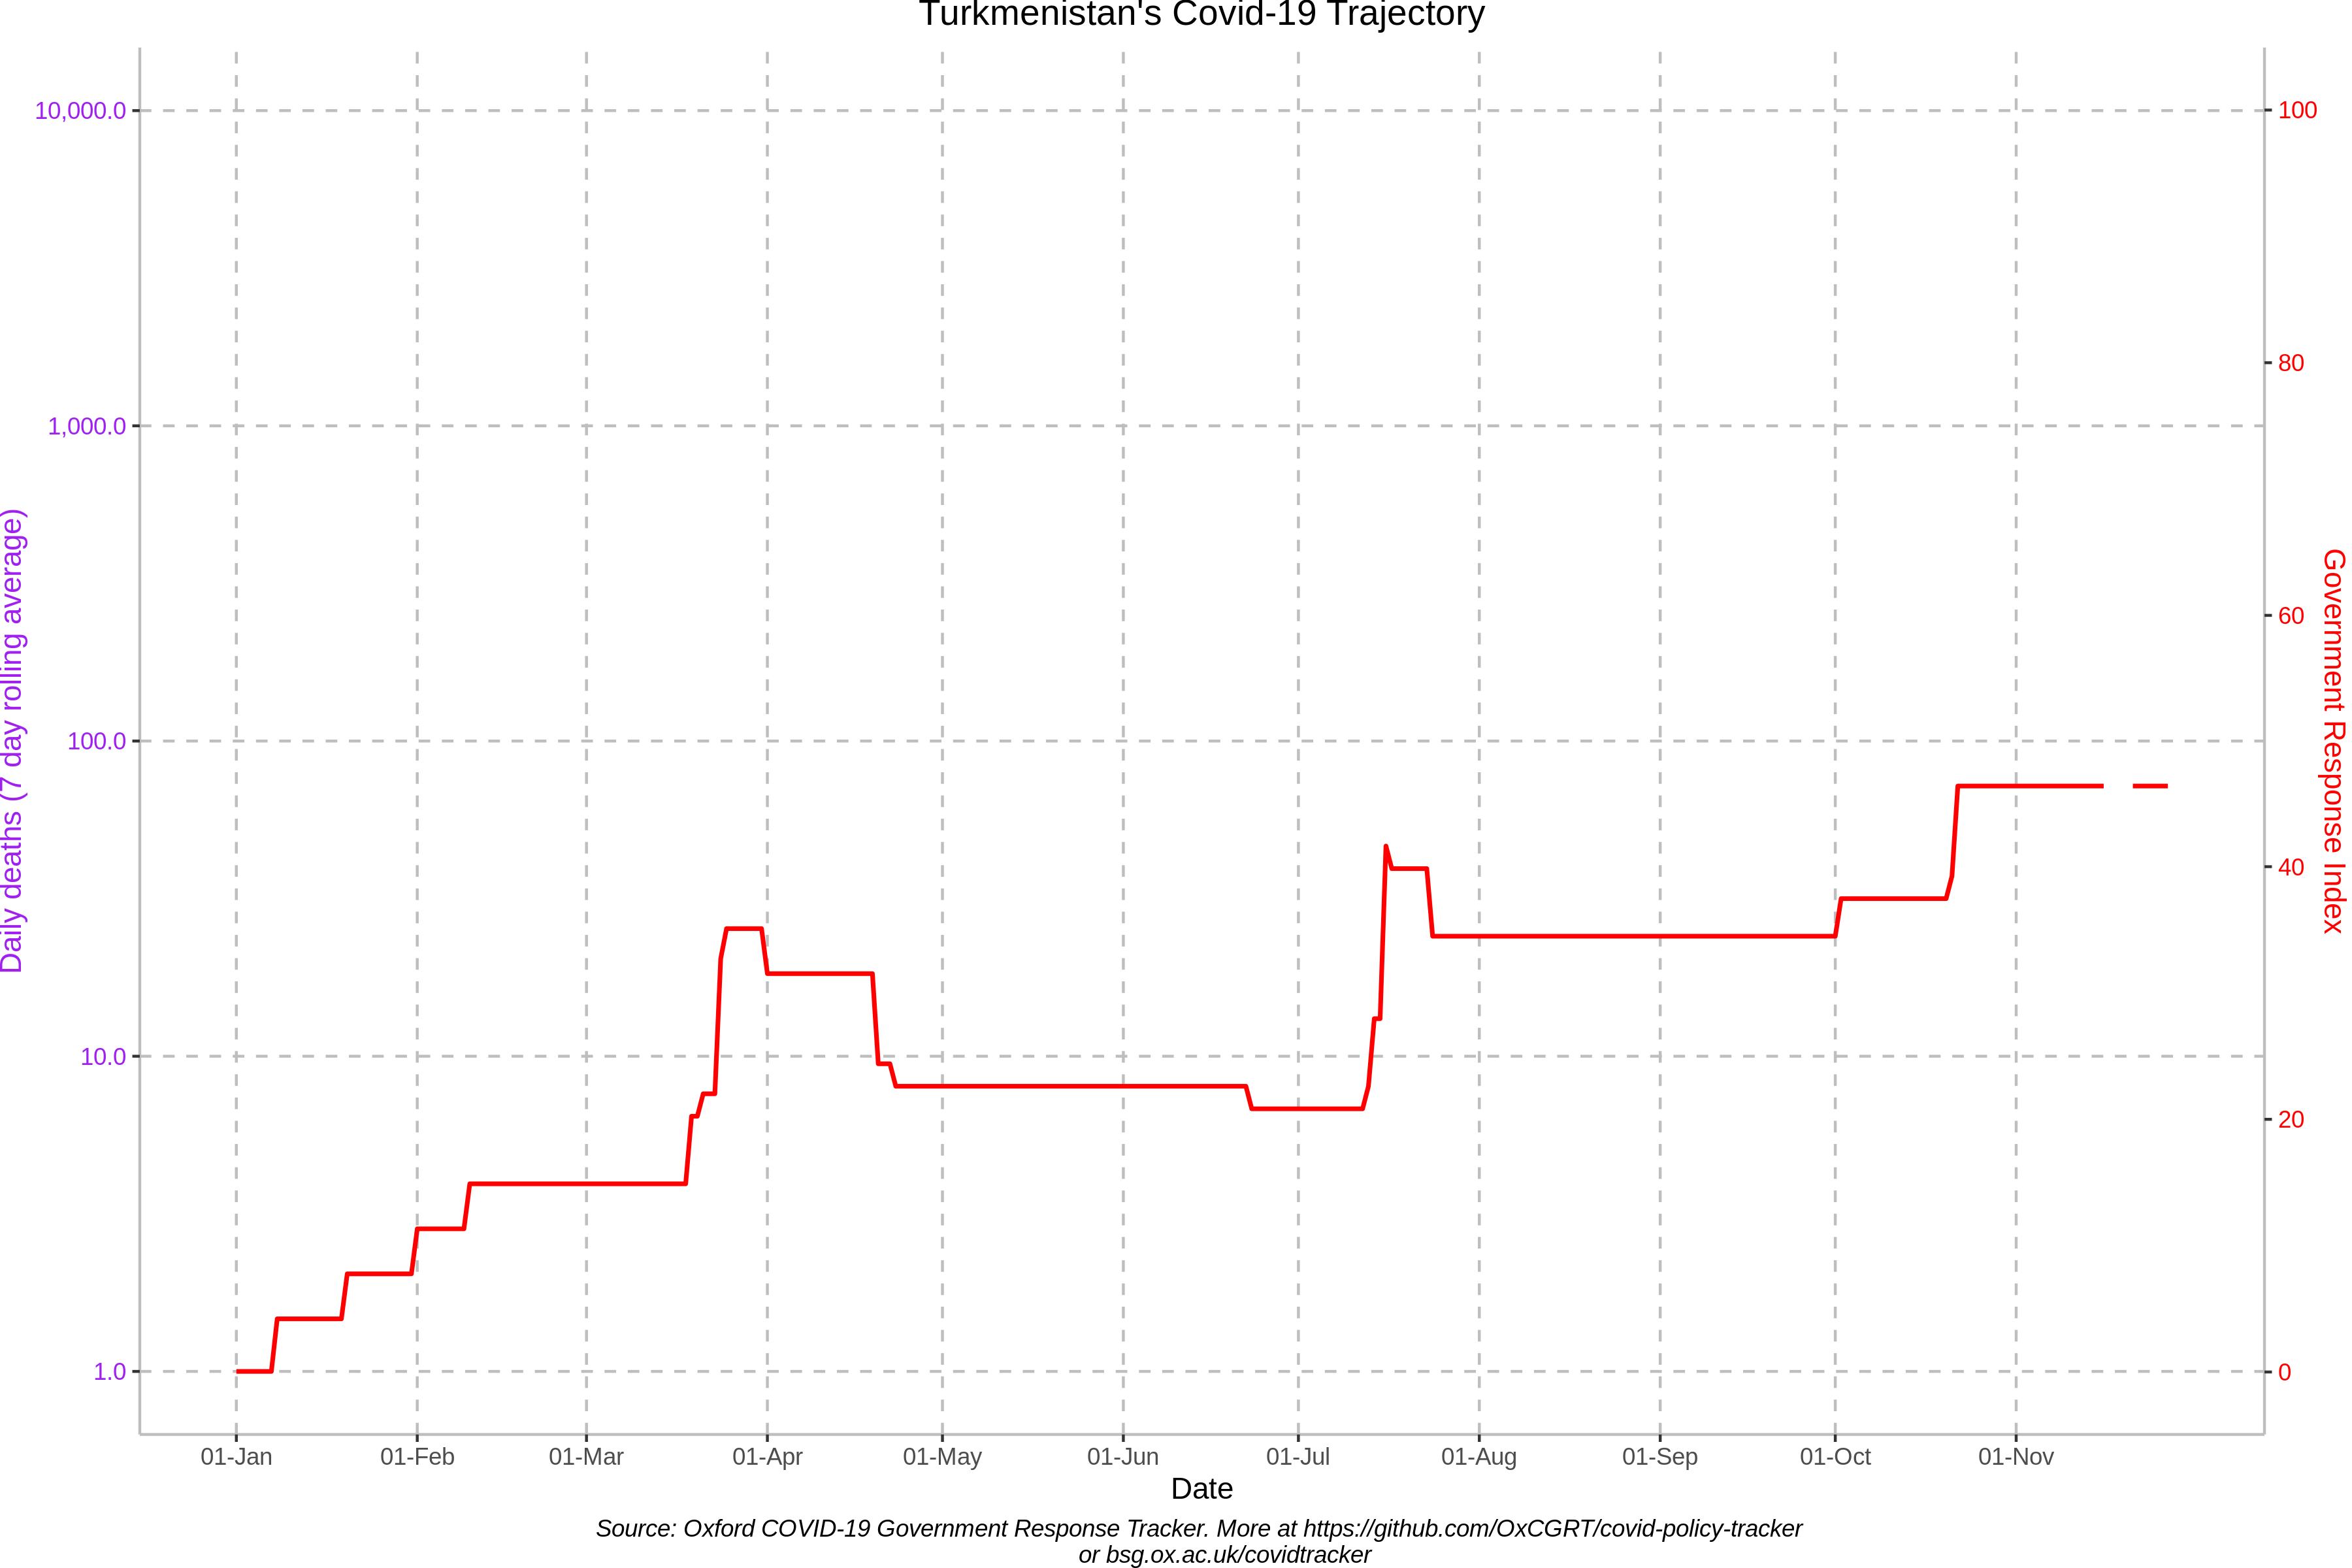 Turkmenistan's Covid-19 Trajectory
10,000.0
1,000.0
100.0
10.0
1.0
Daily deaths (7 day rolling average)
100
80
60
40
20
0
Government Response Index
01-Jan 01-Feb 01-Mar 01-Apr 01-May 01-Jun 01-Jul 01-Aug 01-Sep 01-Oct 01-Nov
Date
Source: Oxford COVID-19 Government Response Tracker. More at https://github.com/OxCGRT/covid-policy-tracker
or bsg.ox.ac.uk/covidtracker